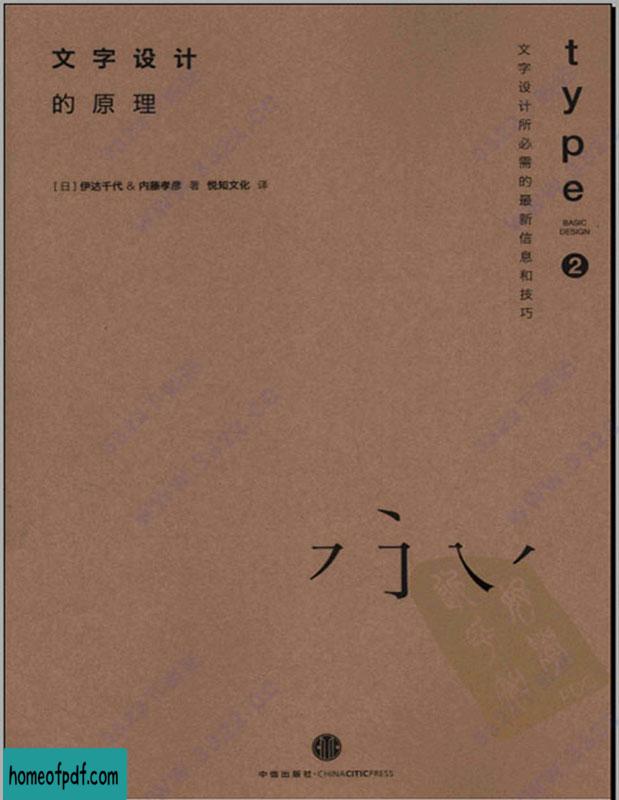 文字设计
的原理
[日]伊达千代 & 内藤孝彦 著 悦知文化 译
文字设计所必需的最新信息和技巧
type
BASIC
DESIGN
2
中信出版社·CHINACITICPRESS
homeofpdf.com